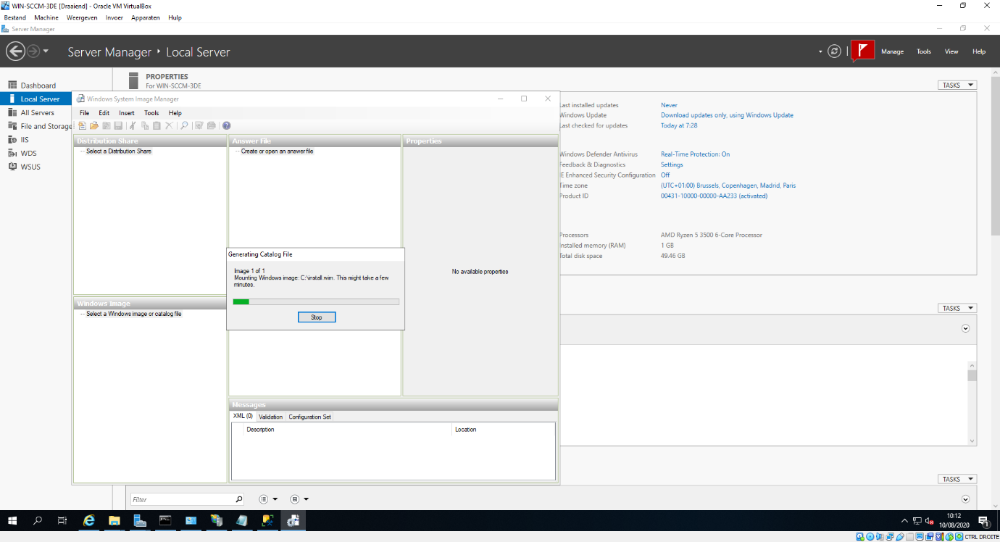 WIN-SCCM-3DE [Draaiend] - Oracle VM VirtualBox
Bestand Machine Weergeven Invoer Apparaten Hulp
Server Manager
Server Manager ‣ Local Server
Manage Tools View Help
Dashboard
Local Server
All Servers
File and Storage
IIS
WDS
WSUS
PROPERTIES
For WIN-SCCM-3DE
TASKS
Windows System Image Manager
File Edit Insert Tools Help
Distribution Share
Select a Distribution Share
Answer File
Create or open an answer file
Properties
No available properties
Generating Catalog File
Image 1 of 1
Mounting Windows image: C:\install.wim. This might take a few
minutes.
Stop
Windows Image
Select a Windows image or catalog file
Messages
XML (0) Validation Configuration Set
Description Location
Last installed updates Never
Windows Update Download updates only, using Windows Update
Last checked for updates Today at 7:28
Windows Defender Antivirus Real-Time Protection: On
Feedback & Diagnostics Settings
IE Enhanced Security Configuration Off
Time zone (UTC+01:00) Brussels, Copenhagen, Madrid, Paris
Product ID 00431-10000-00000-AA233 (activated)
Processors AMD Ryzen 5 3500 6-Core Processor
Installed memory (RAM) 1 GB
Total disk space 49.46 GB
TASKS
TASKS
Filter
10:12
10/08/2020
1
CTRL DROITE